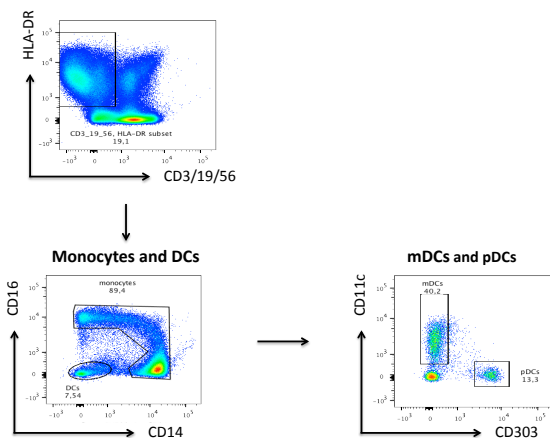 HLA-DR
10⁵
10⁴
10³
0
-10³
CD3_19_56, HLA-DR subset
19,1
-10³ 0 10³ 10⁴ 10⁵
CD3/19/56
Monocytes and DCs
CD16
10⁵
10⁴
10³
0
-10³
monocytes
89,4
DCs
7,54
-10³ 0 10³ 10⁴ 10⁵
CD14
mDCs and pDCs
CD11c
10⁵
10⁴
10³
0
-10³
mDCs
40,2
pDCs
13,3
-10³ 0 10³ 10⁴ 10⁵
CD303